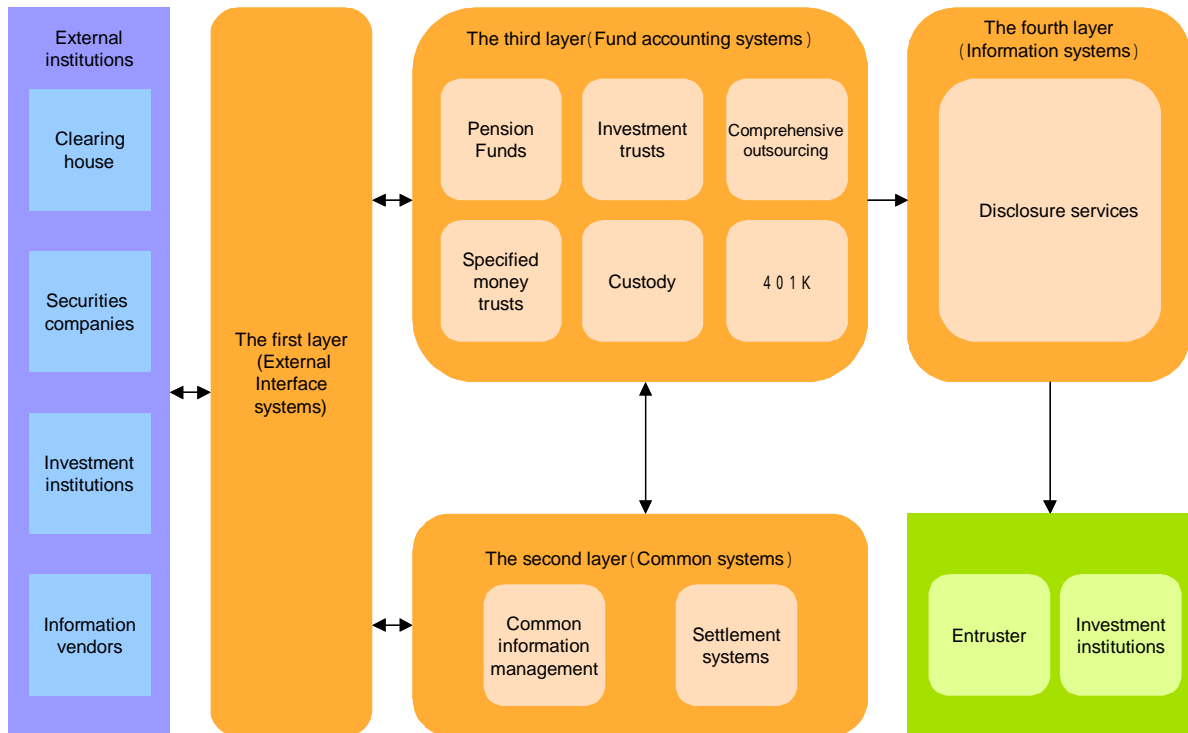 External
institutions
Clearing
house
Securities
companies
Investment
institutions
Information
vendors
The first layer
(External
Interface
systems)
The third layer(Fund accounting systems)
Pension
Funds
Investment
trusts
Comprehensive
outsourcing
Specified
money
trusts
Custody
401K
The second layer(Common systems)
Common
information
management
Settlement
systems
The fourth layer
(Information systems)
Disclosure services
Entruster
Investment
institutions